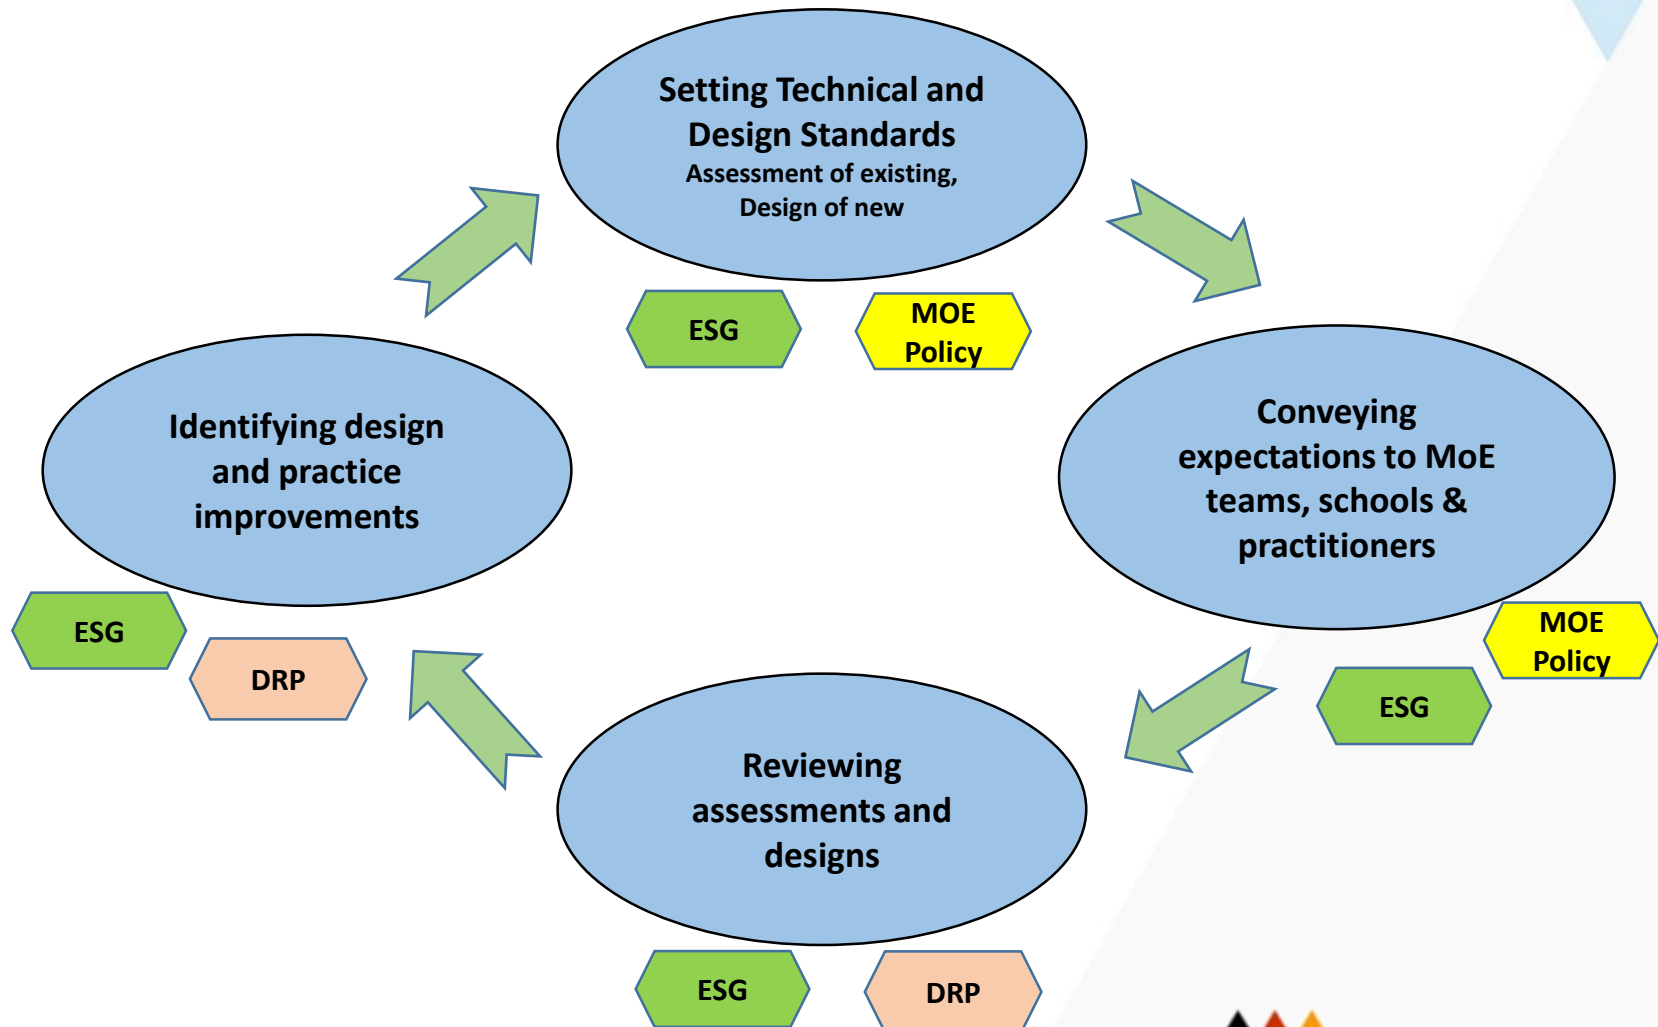 Setting Technical and
Design Standards
Assessment of existing,
Design of new
ESG
MOE
Policy
Conveying
expectations to MoE
teams, schools &
practitioners
MOE
Policy
ESG
Reviewing
assessments and
designs
ESG
DRP
Identifying design
and practice
improvements
ESG
DRP